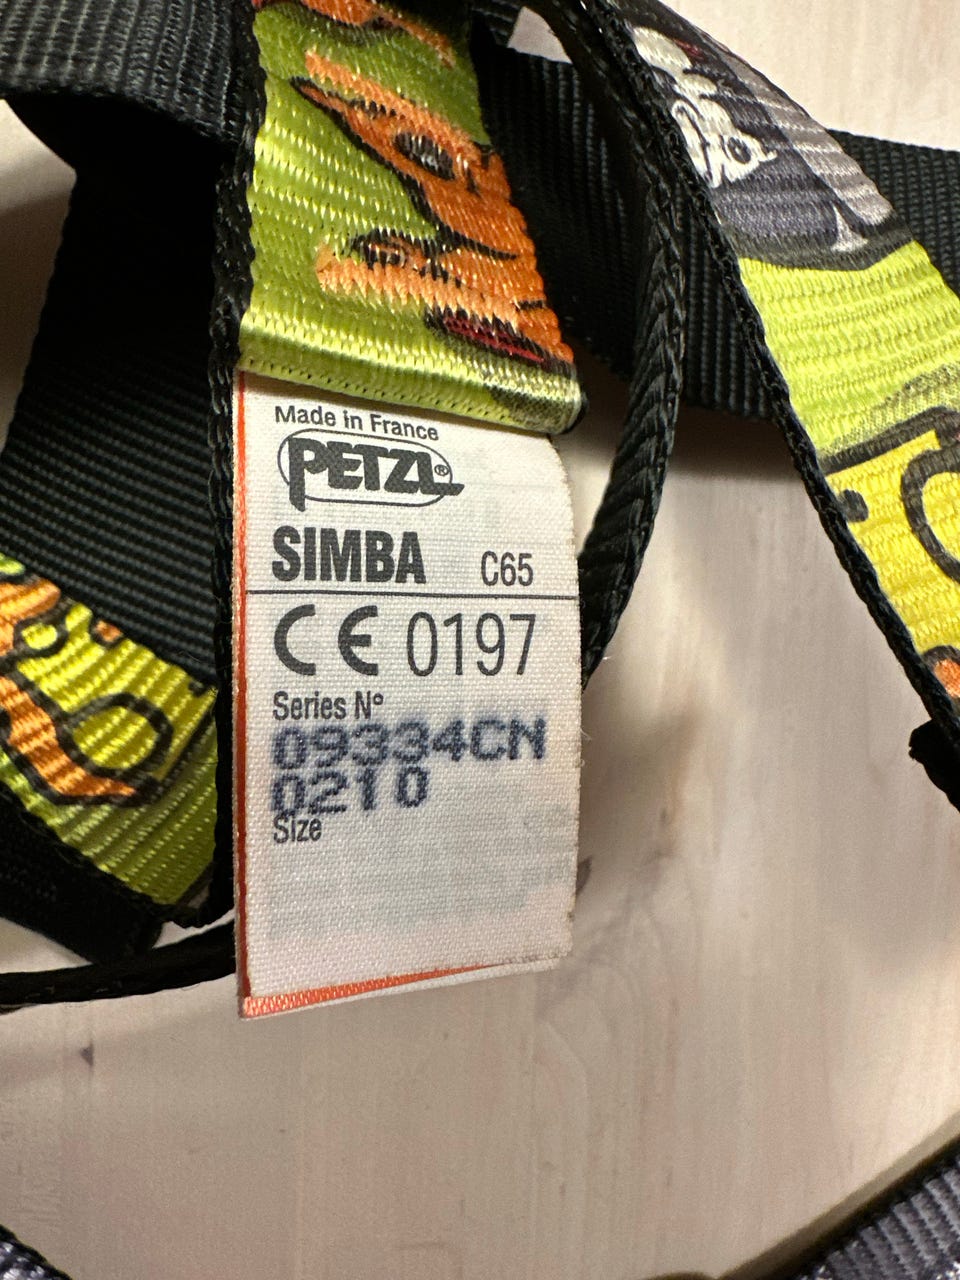 Made in France
PETZL®
SIMBA C65
CE 0197
Series N°
09334CN
0210
Size